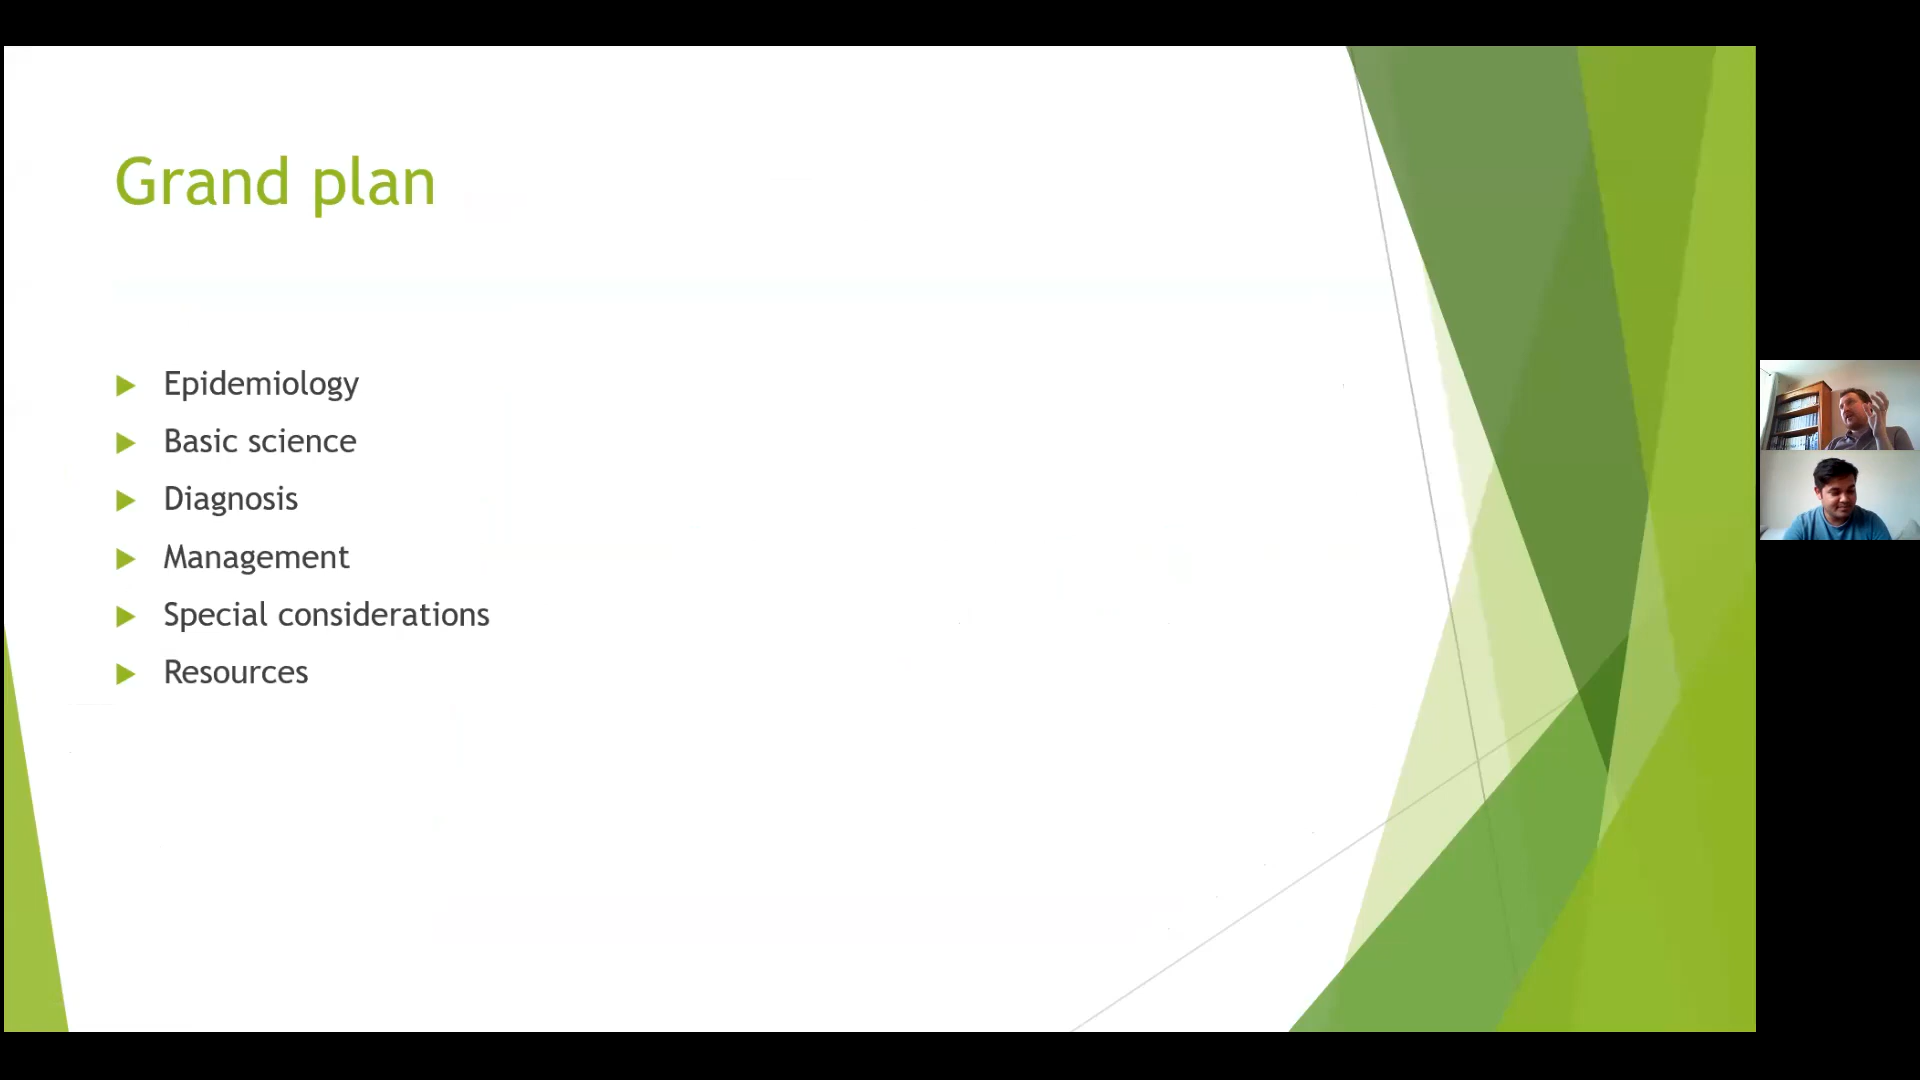 Grand plan
Epidemiology
Basic science
Diagnosis
Management
Special considerations
Resources